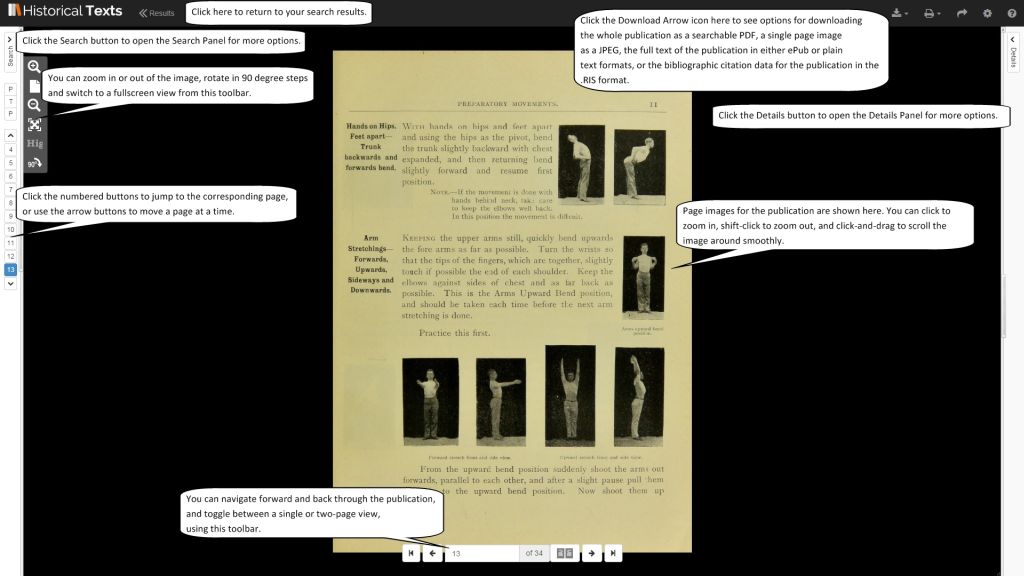 Historical Texts
Results
Click here to return to your search results.
Click the Download Arrow icon here to see options for downloading
the whole publication as a searchable PDF, a single page image
as a JPEG, the full text of the publication in either ePub or plain
text formats, or the bibliographic citation data for the publication in the
.RIS format.
Click the Search button to open the Search Panel for more options.
Search
Details
You can zoom in or out of the image, rotate in 90 degree steps
and switch to a fullscreen view from this toolbar.
Hig
90°
Click the Details button to open the Details Panel for more options.
P
T
P
4
5
6
7
8
9
10
11
12
13
Click the numbered buttons to jump to the corresponding page,
or use the arrow buttons to move a page at a time.
Page images for the publication are shown here. You can click to
zoom in, shift-click to zoom out, and click-and-drag to scroll the
image around smoothly.
PREPARATORY MOVEMENTS. 11
Hands on Hips,
Feet apart—
Trunk
backwards and
forwards bend.
With hands on hips and feet apart
and using the hips as the pivot, bend
the trunk slightly backward with chest
expanded, and then returning bend
slightly forward and resume first
position.
Note.—If the movement is done with
hands behind neck, take care
to keep the elbows well back.
In this position the movement is difficult.
Arm
Stretchings—
Forwards,
Upwards,
Sideways and
Downwards.
Keeping the upper arms still, quickly bend upwards
the fore arms as far as possible. Turn the wrists so
that the tips of the fingers, which are together, slightly
touch if possible the end of each shoulder. Keep the
elbows against sides of chest and as far back as
possible. This is the Arms Upward Bend position,
and should be taken each time before the next arm
stretching is done.
Practice this first.
Arms upward bend
position.
Forward stretch front and side view.
Upward stretch front and side view.
From the upward bend position suddenly shoot the arms out
forwards, parallel to each other, and after a slight pause pull them
to the upward bend position. Now shoot them up
You can navigate forward and back through the publication,
and toggle between a single or two-page view,
using this toolbar.
13 of 34